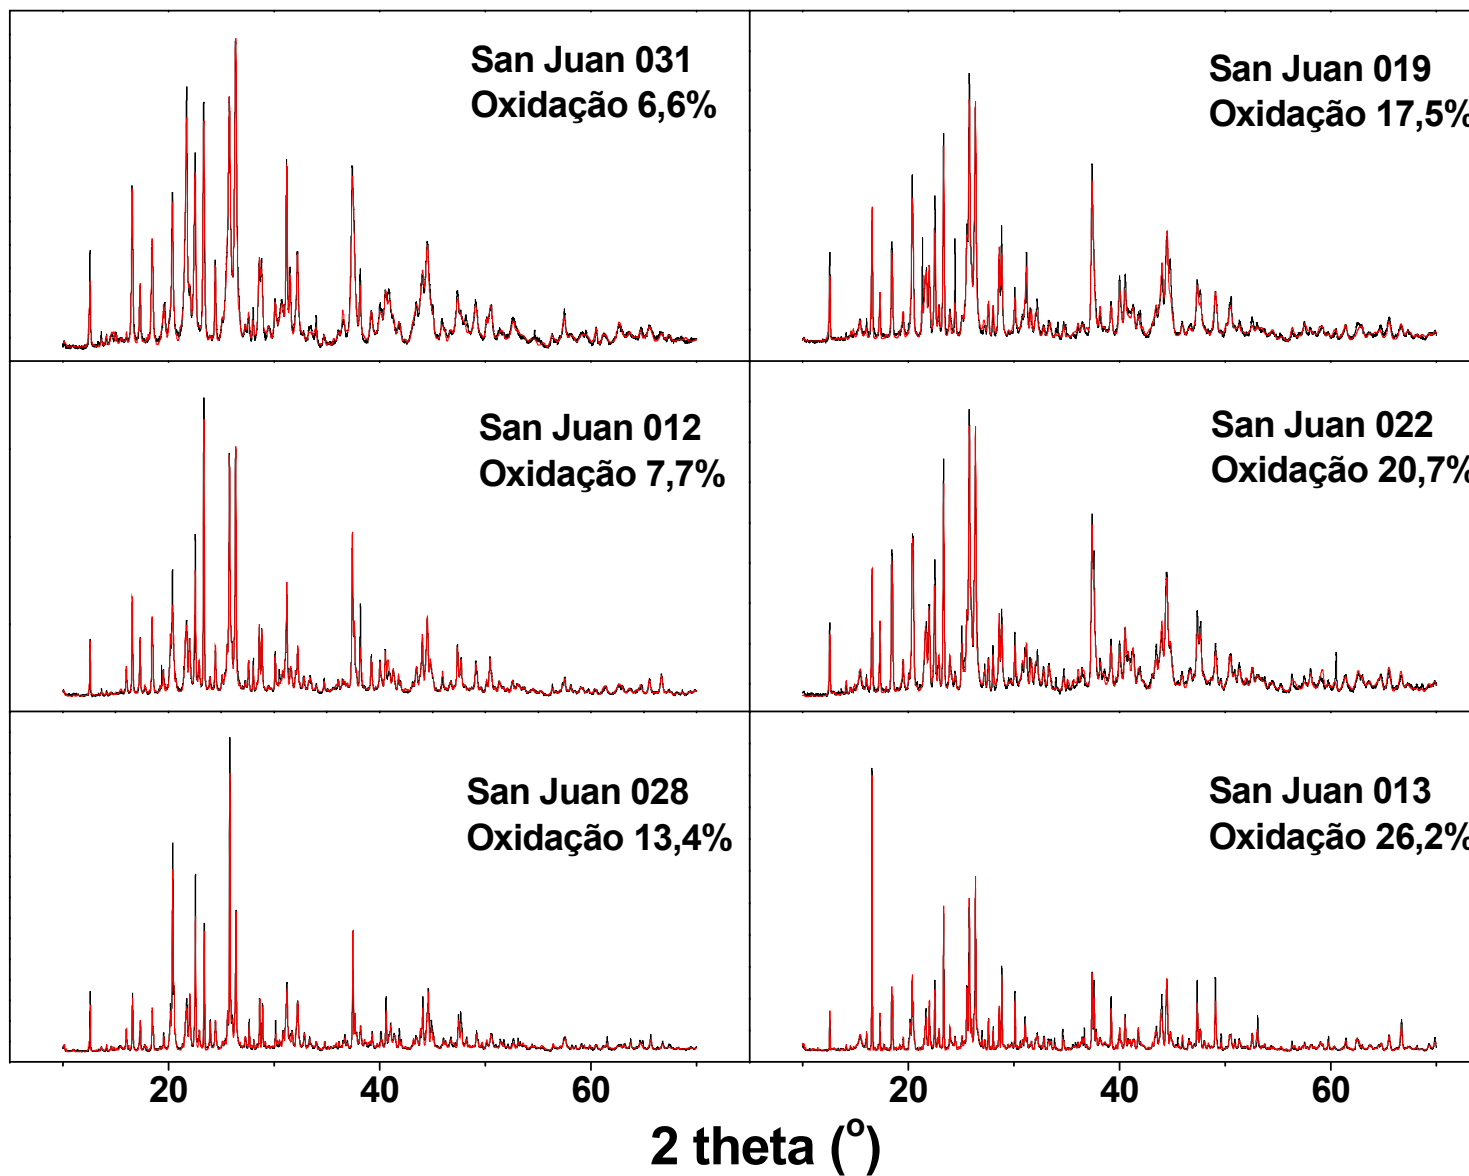 San Juan 031
Oxidação 6,6%
San Juan 019
Oxidação 17,5%
San Juan 012
Oxidação 7,7%
San Juan 022
Oxidação 20,7%
San Juan 028
Oxidação 13,4%
San Juan 013
Oxidação 26,2%
20 40 60 20 40 60
2 theta (°)